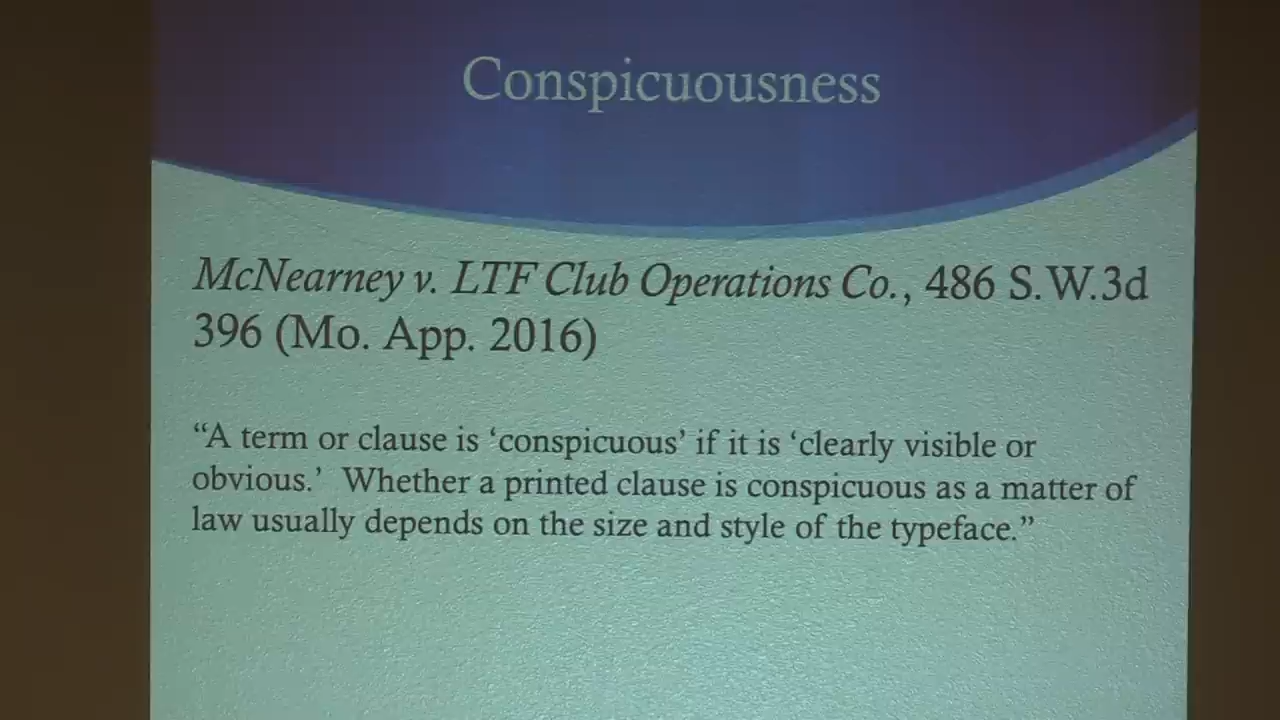 Conspicuousness
McNearney v. LTF Club Operations Co., 486 S.W.3d
396 (Mo. App. 2016)
“A term or clause is ‘conspicuous’ if it is ‘clearly visible or
obvious.’ Whether a printed clause is conspicuous as a matter of
law usually depends on the size and style of the typeface.”